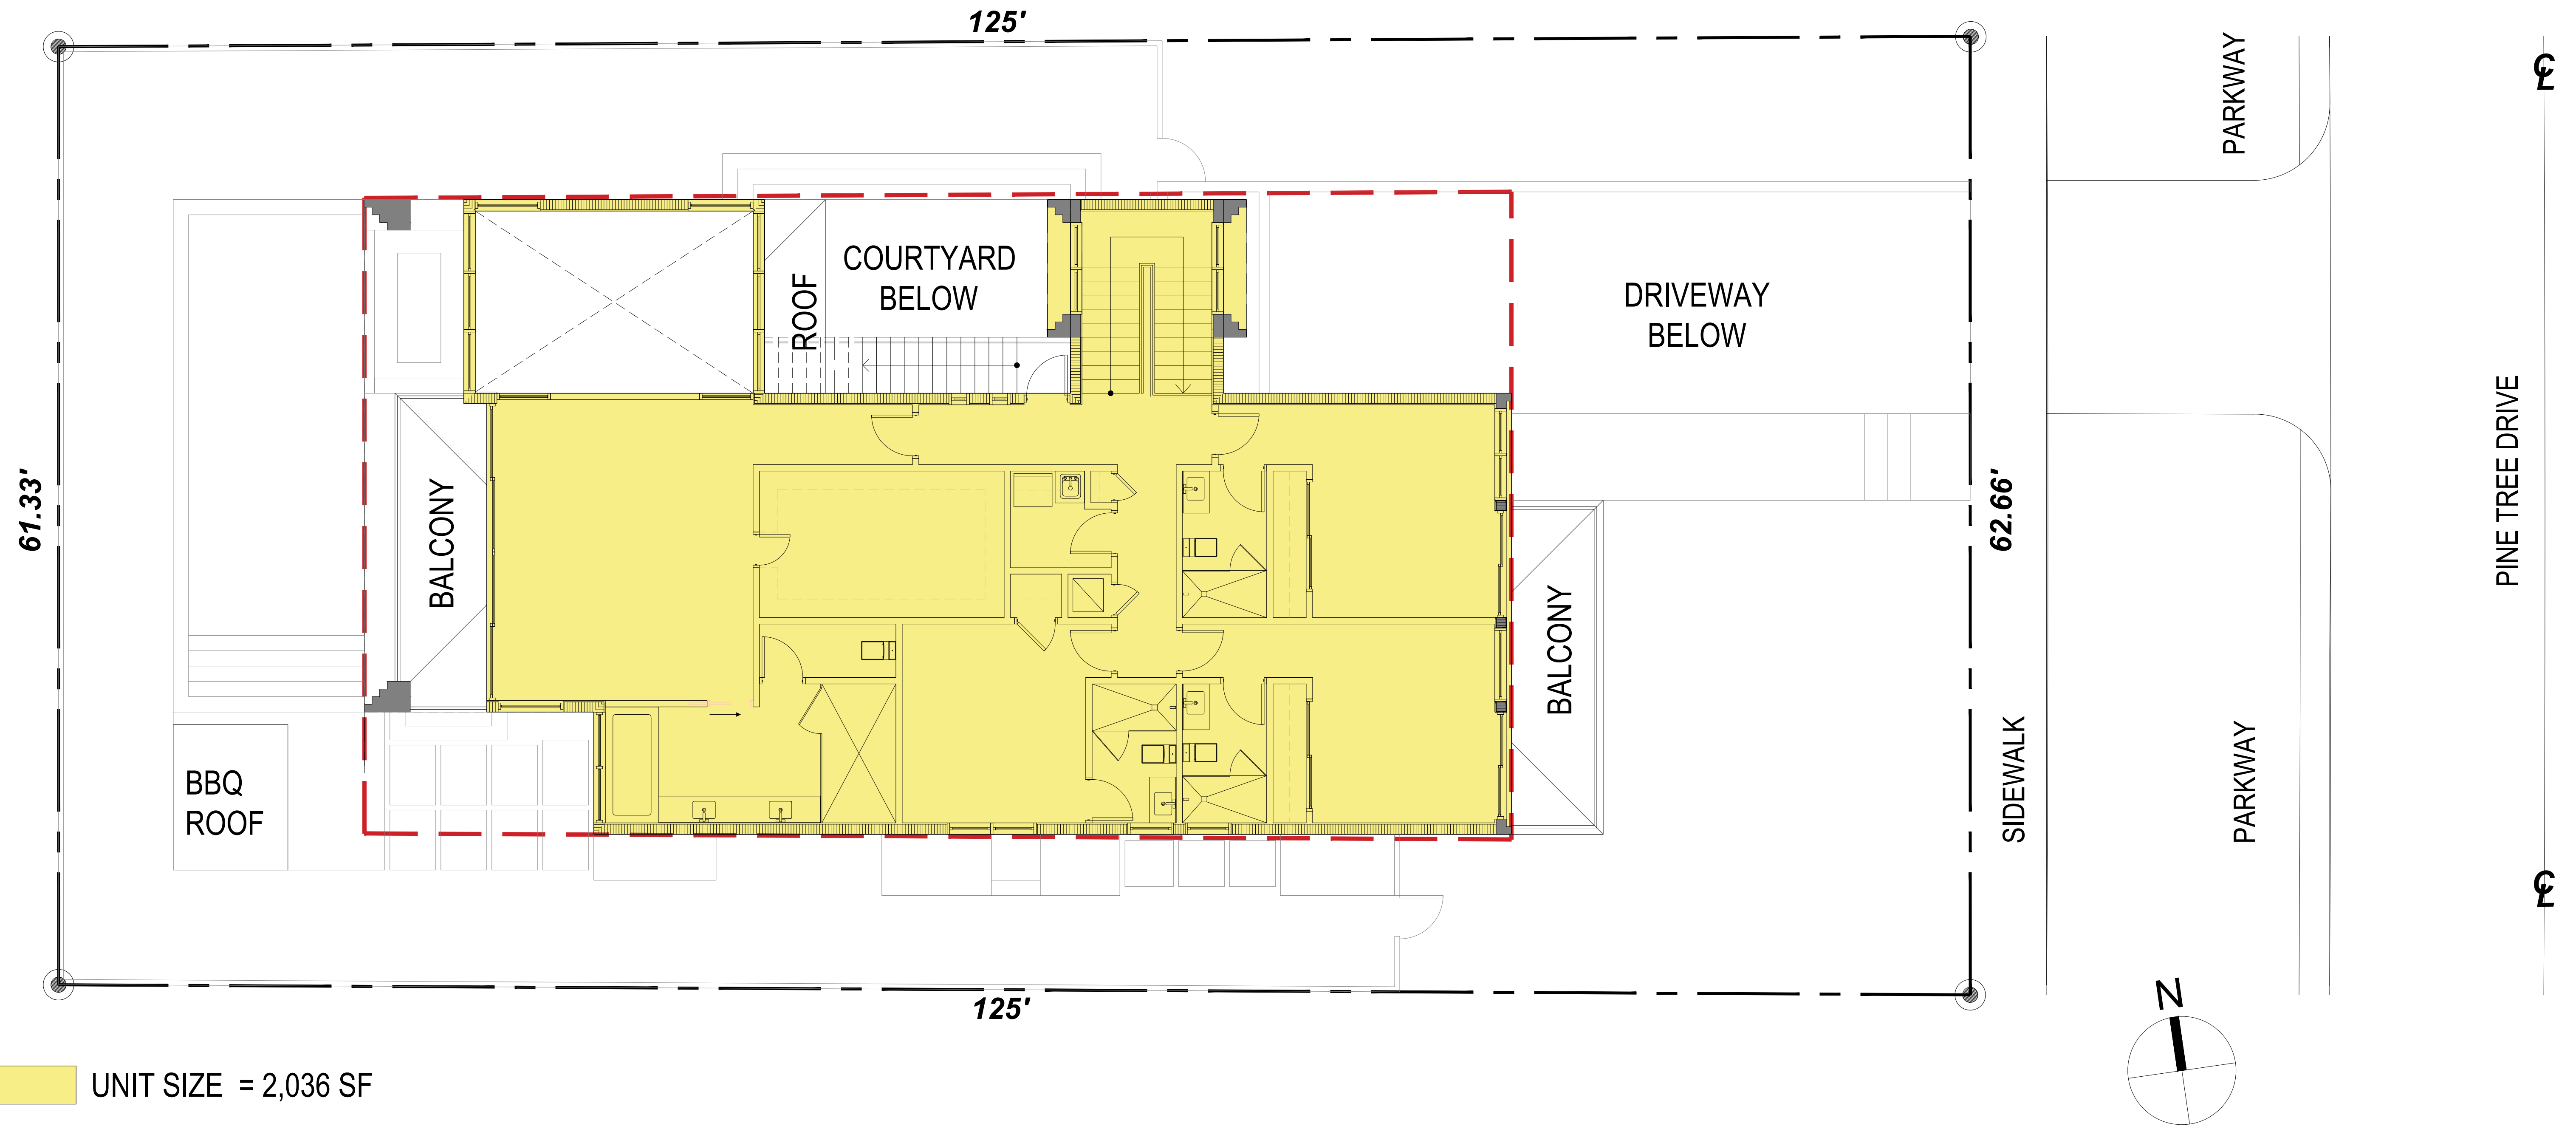 125'
PARKWAY
℄
COURTYARD
BELOW
ROOF
DRIVEWAY
BELOW
61.33'
BALCONY
62.66'
PINE TREE DRIVE
BALCONY
SIDEWALK
PARKWAY
BBQ
ROOF
℄
125'
N
UNIT SIZE = 2,036 SF